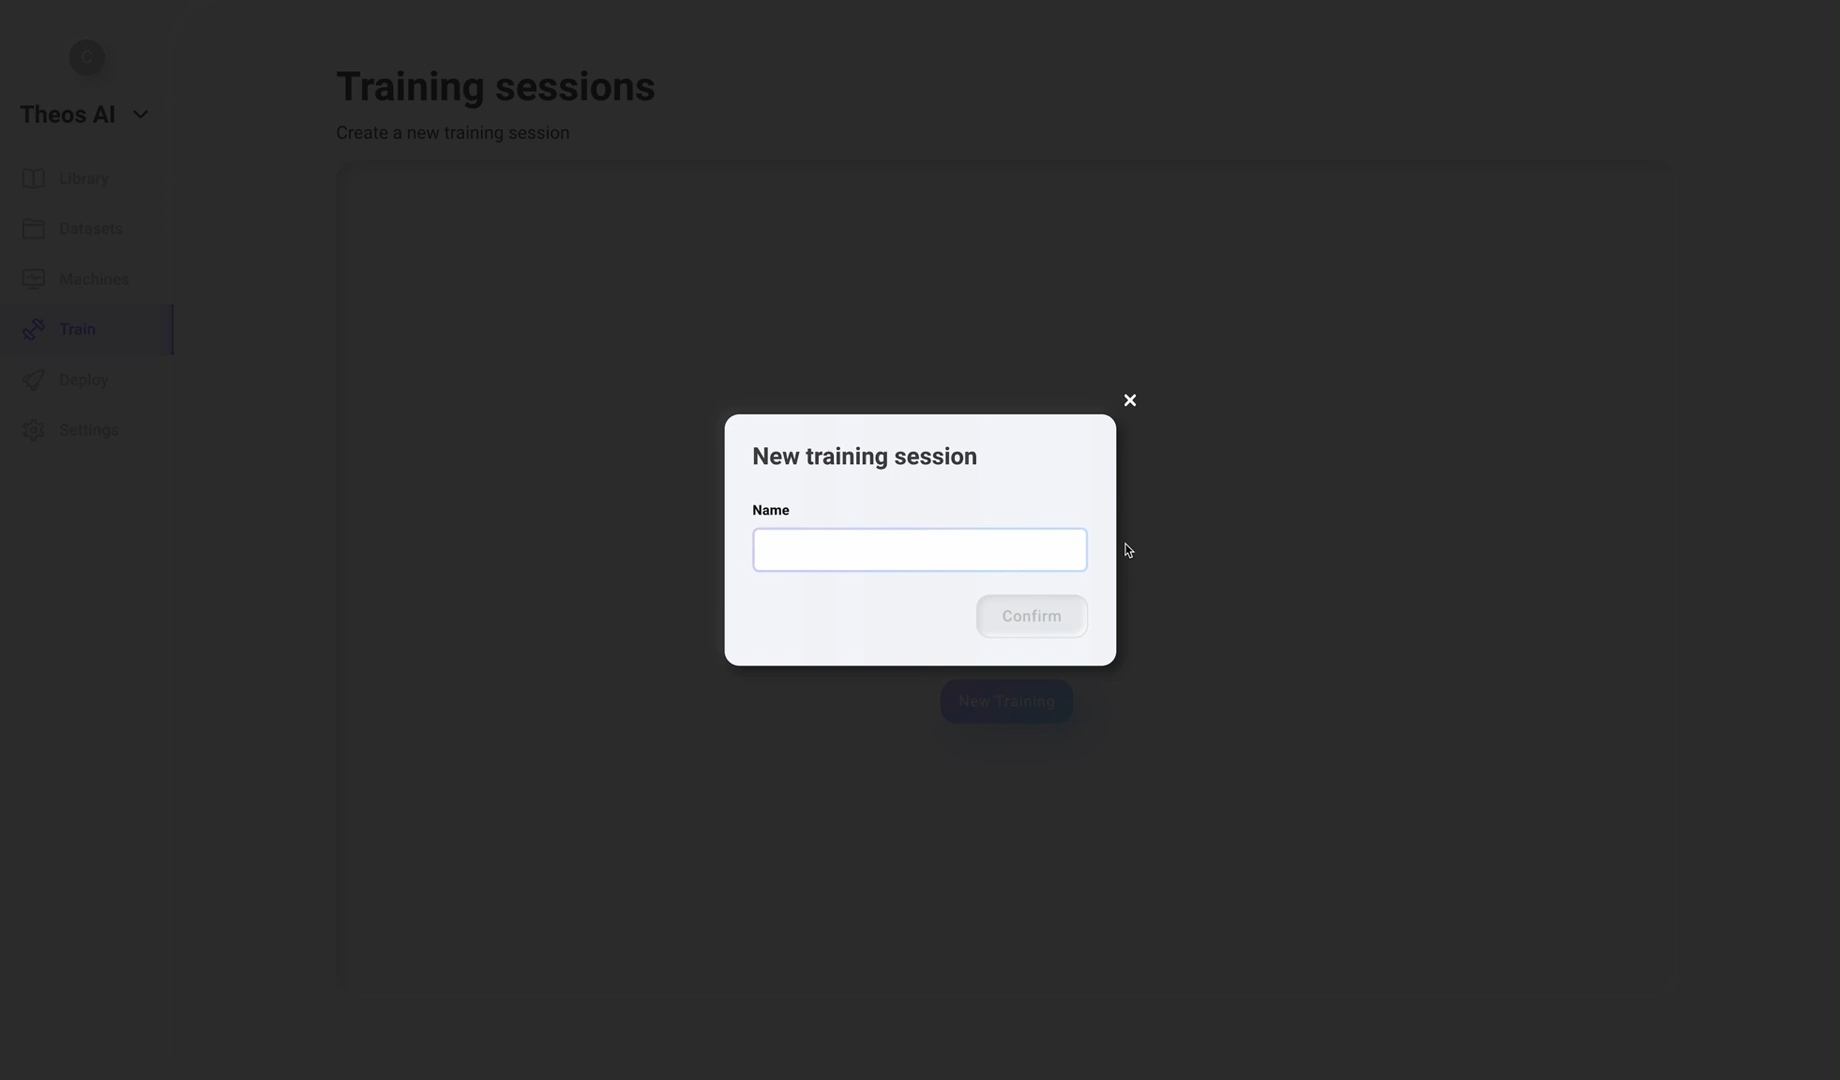 C
Theos AI
Library
Datasets
Machines
Train
Deploy
Settings
Training sessions
Create a new training session
New training session
Name
Confirm
New Training